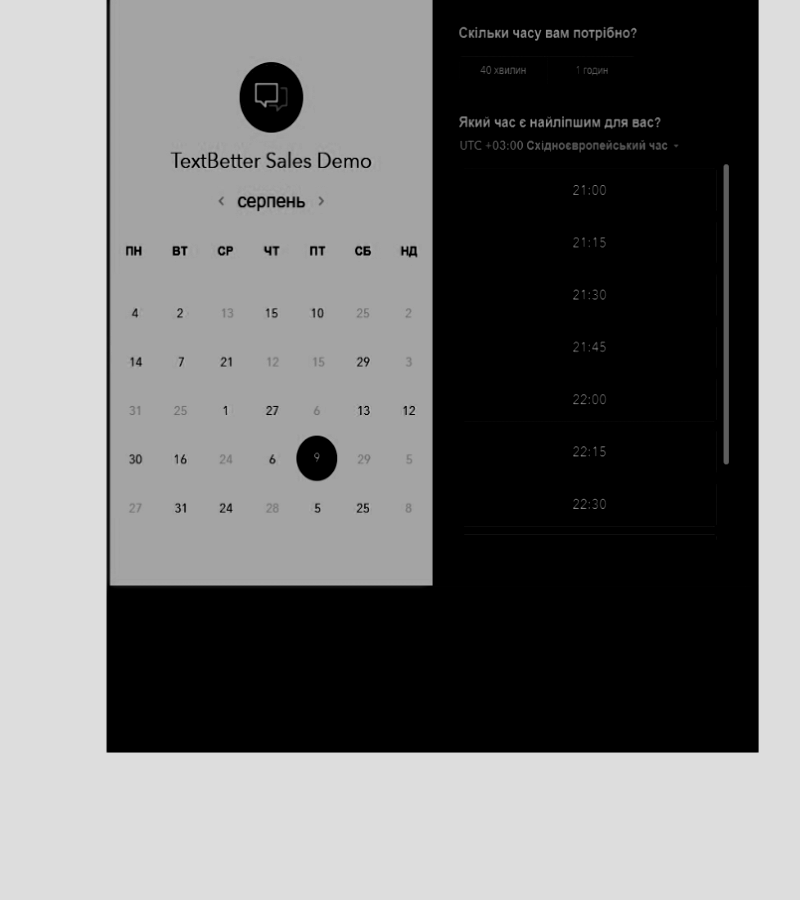 TextBetter Sales Demo
‹ серпень ›
ПН ВТ СР ЧТ ПТ СБ НД
4 2 13 15 10 25 2
14 7 21 12 15 29 3
31 25 1 27 6 13 12
30 16 24 6 9 29 5
27 31 24 28 5 25 8
Скільки часу вам потрібно?
40 хвилин 1 годин
Який час є найліпшим для вас?
UTC +03:00 Східноєвропейський час
21:00
21:15
21:30
21:45
22:00
22:15
22:30